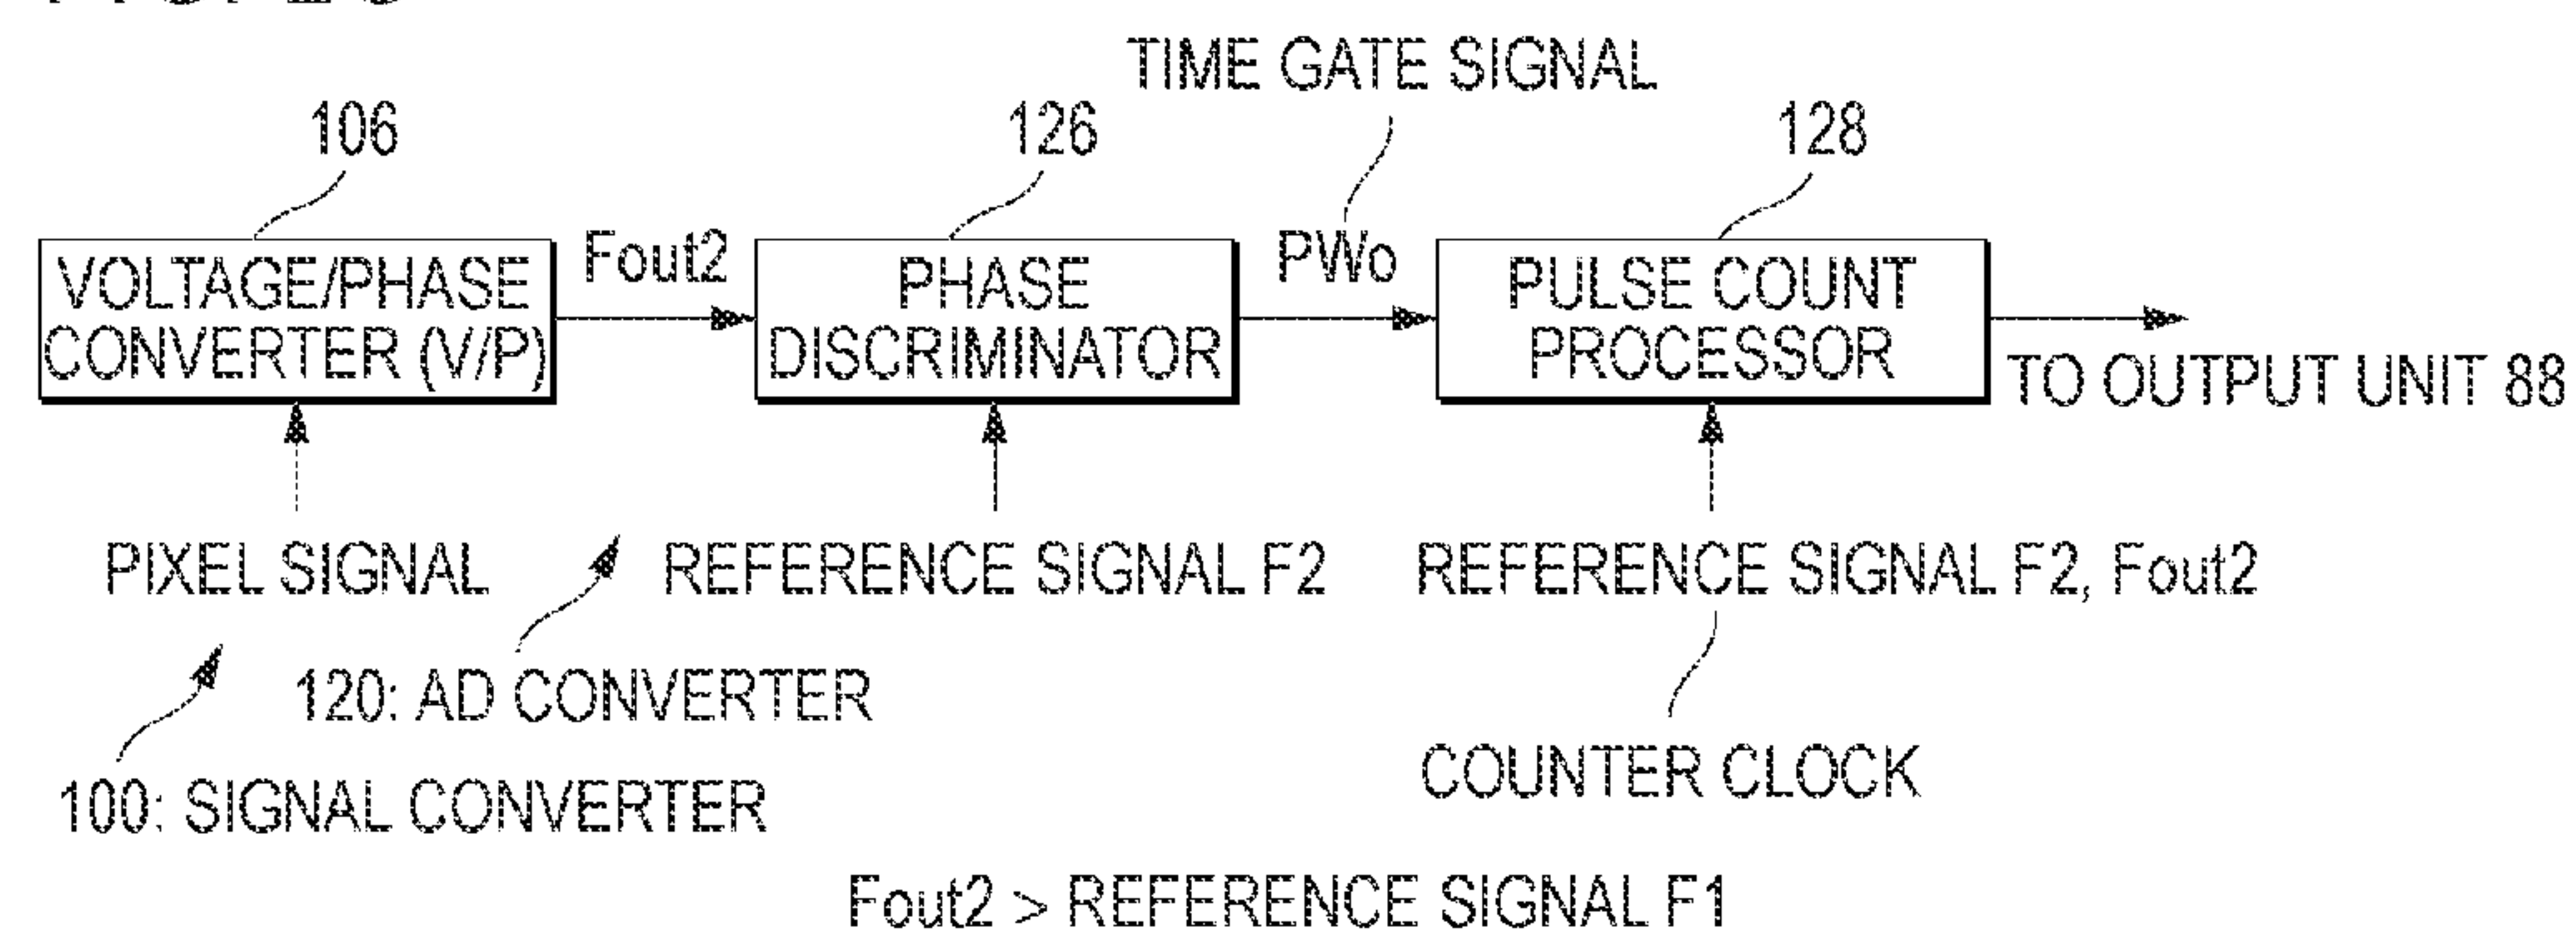 TIME GATE SIGNAL
106
126
128
VOLTAGE/PHASE
CONVERTER (V/P)
Fout2
PHASE
DISCRIMINATOR
PWo
PULSE COUNT
PROCESSOR
TO OUTPUT UNIT 88
PIXEL SIGNAL
REFERENCE SIGNAL F2
REFERENCE SIGNAL F2, Fout2
120: AD CONVERTER
COUNTER CLOCK
100: SIGNAL CONVERTER
Fout2 > REFERENCE SIGNAL F1